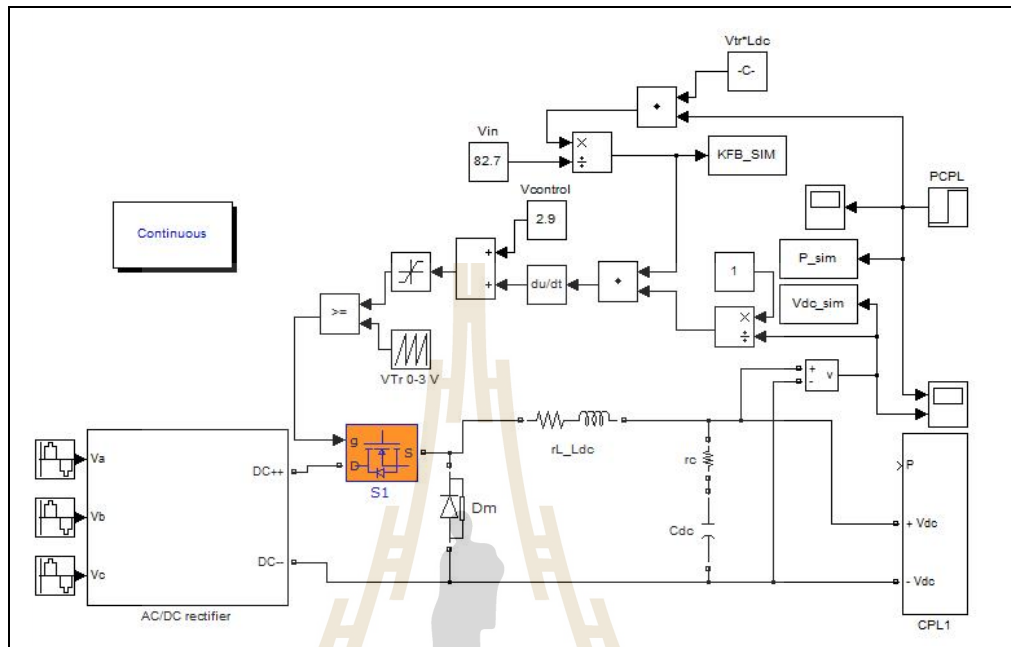 Vtr*Ldc
-C-
Vin
82.7
×
÷
KFB_SIM
PCPL
Vcontrol
2.9
Continuous
+
+
du/dt
1
P_sim
Vdc_sim
×
÷
>=
VTr 0-3 V
+
-
v
rL_Ldc
g
D
S
S1
Va
Vb
Vc
DC++
DC--
AC/DC rectifier
Dm
rc
Cdc
P
+ Vdc
- Vdc
CPL1